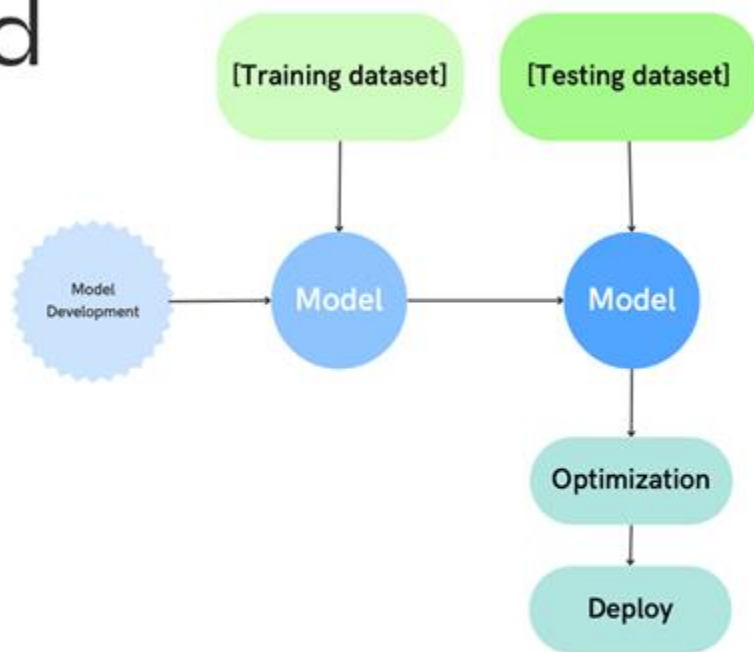 d
[Training dataset]
[Testing dataset]
Model
Development
Model
Model
Optimization
Deploy